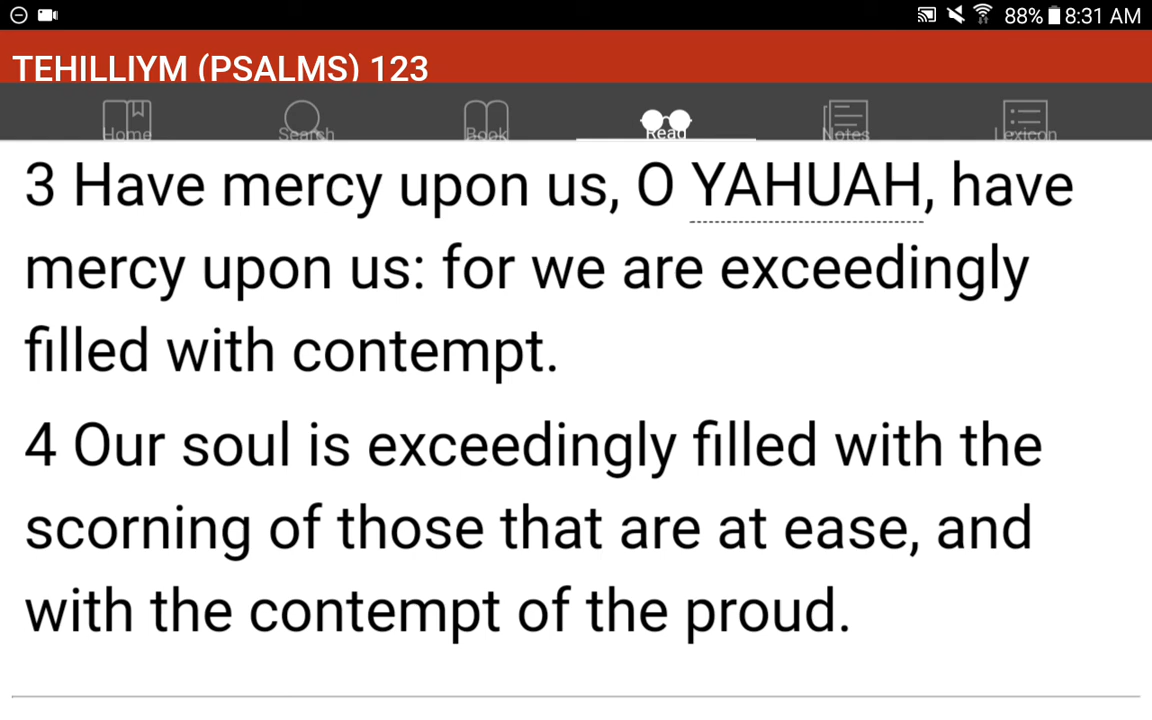 88% 8:31 AM
TEHILLIYM (PSALMS) 123
Home Search Book Read Notes Lexicon
3 Have mercy upon us, O YAHUAH, have
mercy upon us: for we are exceedingly
filled with contempt.
4 Our soul is exceedingly filled with the
scorning of those that are at ease, and
with the contempt of the proud.